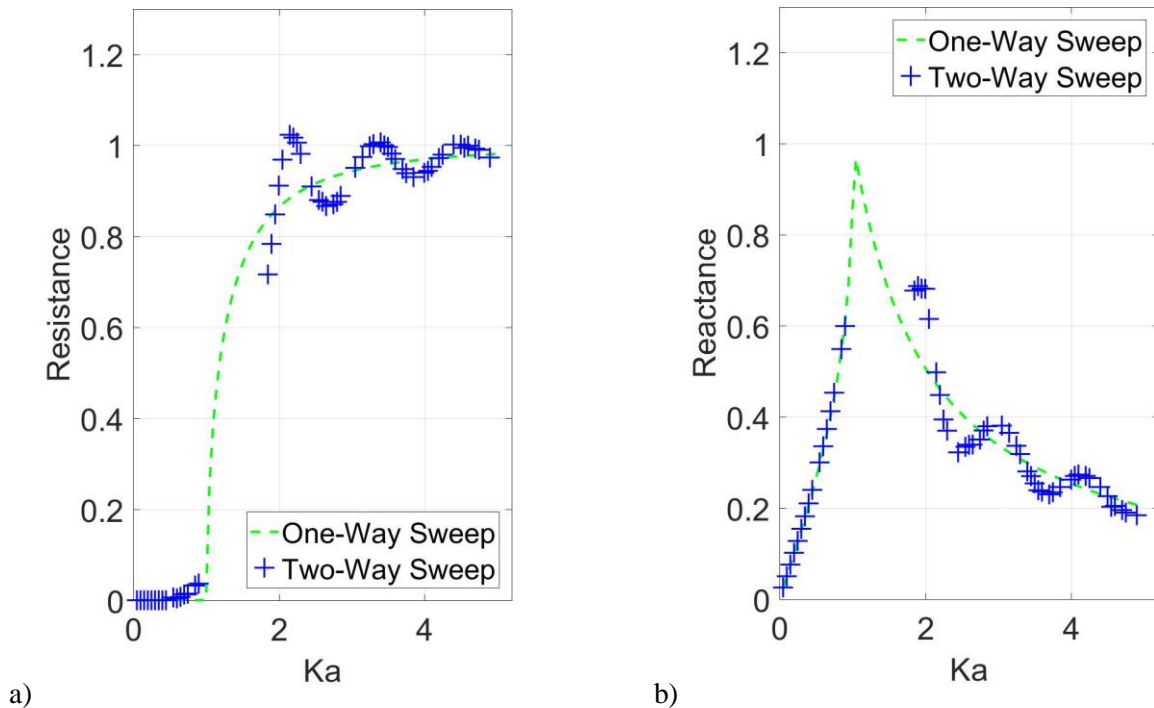 1.2
1
0.8
0.6
0.4
0.2
0
Resistance
One-Way Sweep
Two-Way Sweep
0 2 4
Ka
a)
1.2
1
0.8
0.6
0.4
0.2
0
Reactance
One-Way Sweep
Two-Way Sweep
0 2 4
Ka
b)